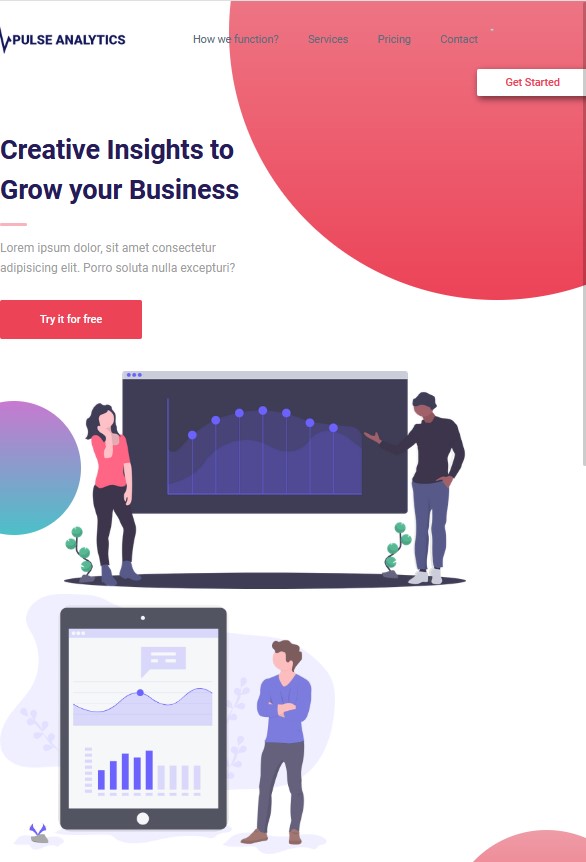 PULSE ANALYTICS
How we function?
Services
Pricing
Contact
Get Started
Creative Insights to
Grow your Business
Lorem ipsum dolor, sit amet consectetur
adipisicing elit. Porro soluta nulla excepturi?
Try it for free